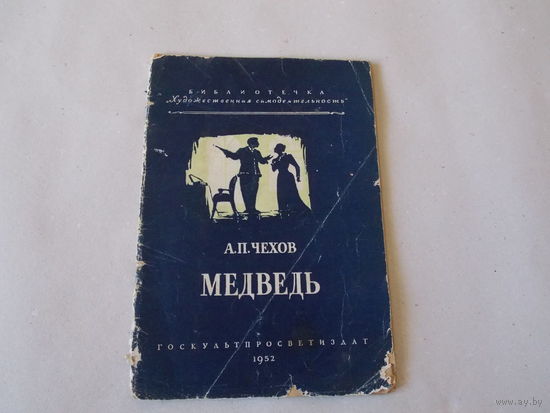 БИБЛИОТЕЧКА
"Художественная самодеятельность"
А.П.ЧЕХОВ
МЕДВЕДЬ
ГОСКУЛЬТПРОСВЕТИЗДАТ
1952
www.ay.by